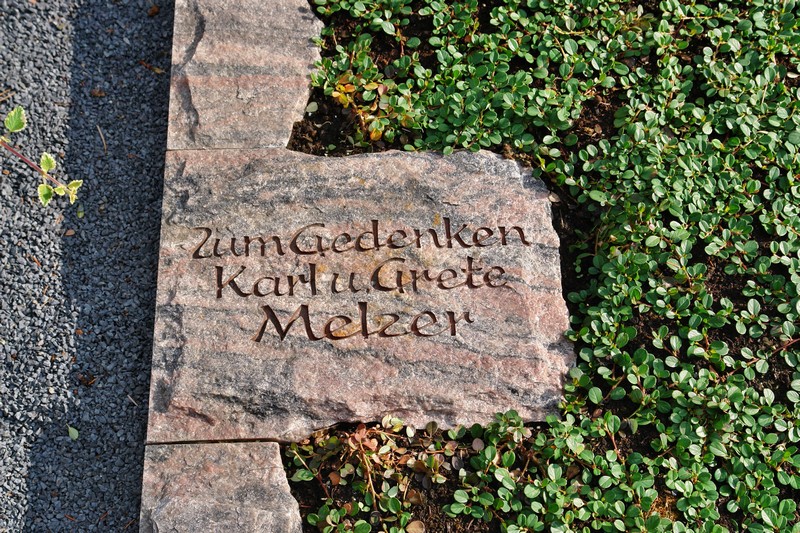 Zum Gedenken
Karl u. Grete
Melzer